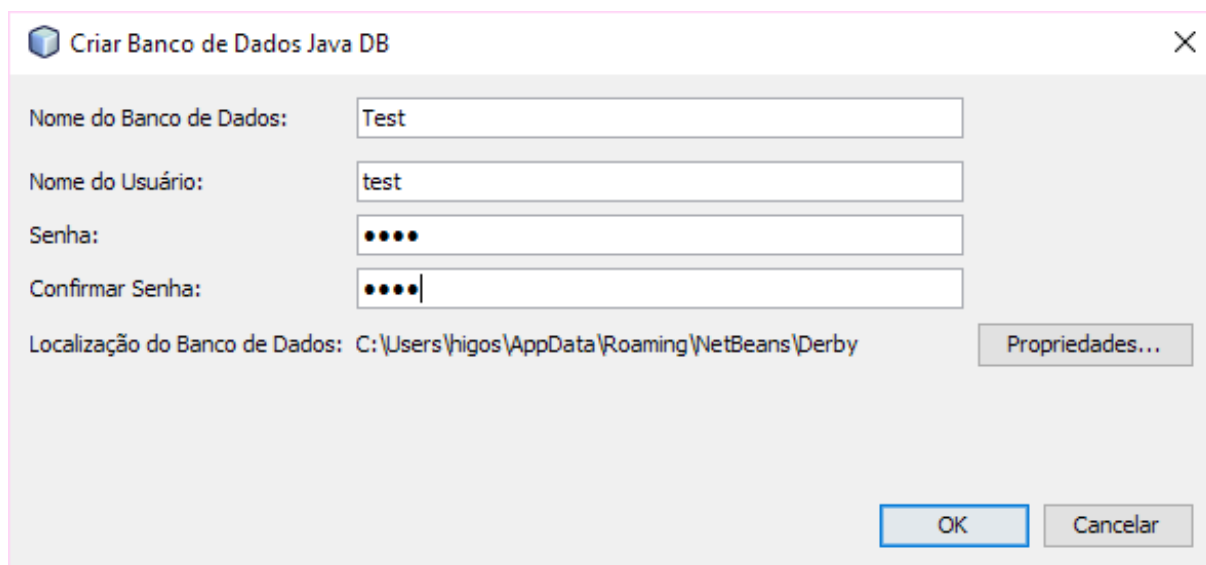 Criar Banco de Dados Java DB
Nome do Banco de Dados: Test
Nome do Usuário: test
Senha: ••••
Confirmar Senha: ••••
Localização do Banco de Dados: C:\Users\higos\AppData\Roaming\NetBeans\Derby Propriedades...
OK Cancelar